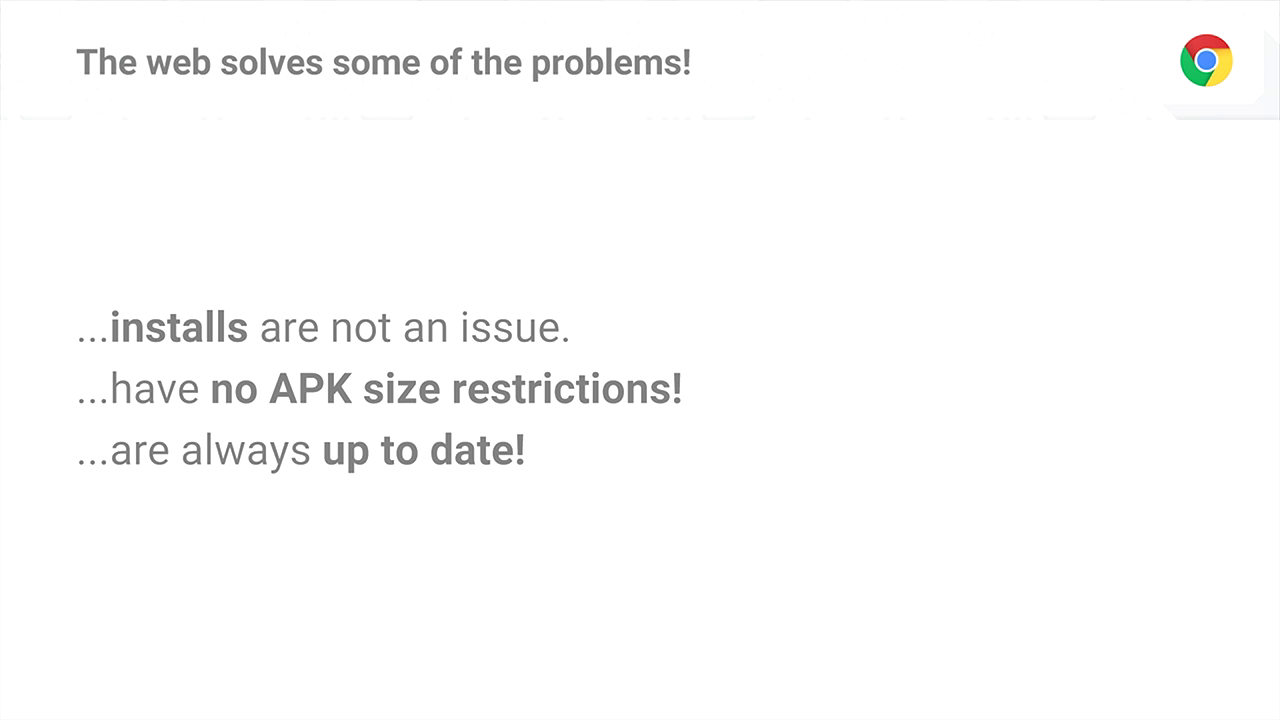 The web solves some of the problems!
...installs are not an issue.
...have no APK size restrictions!
...are always up to date!